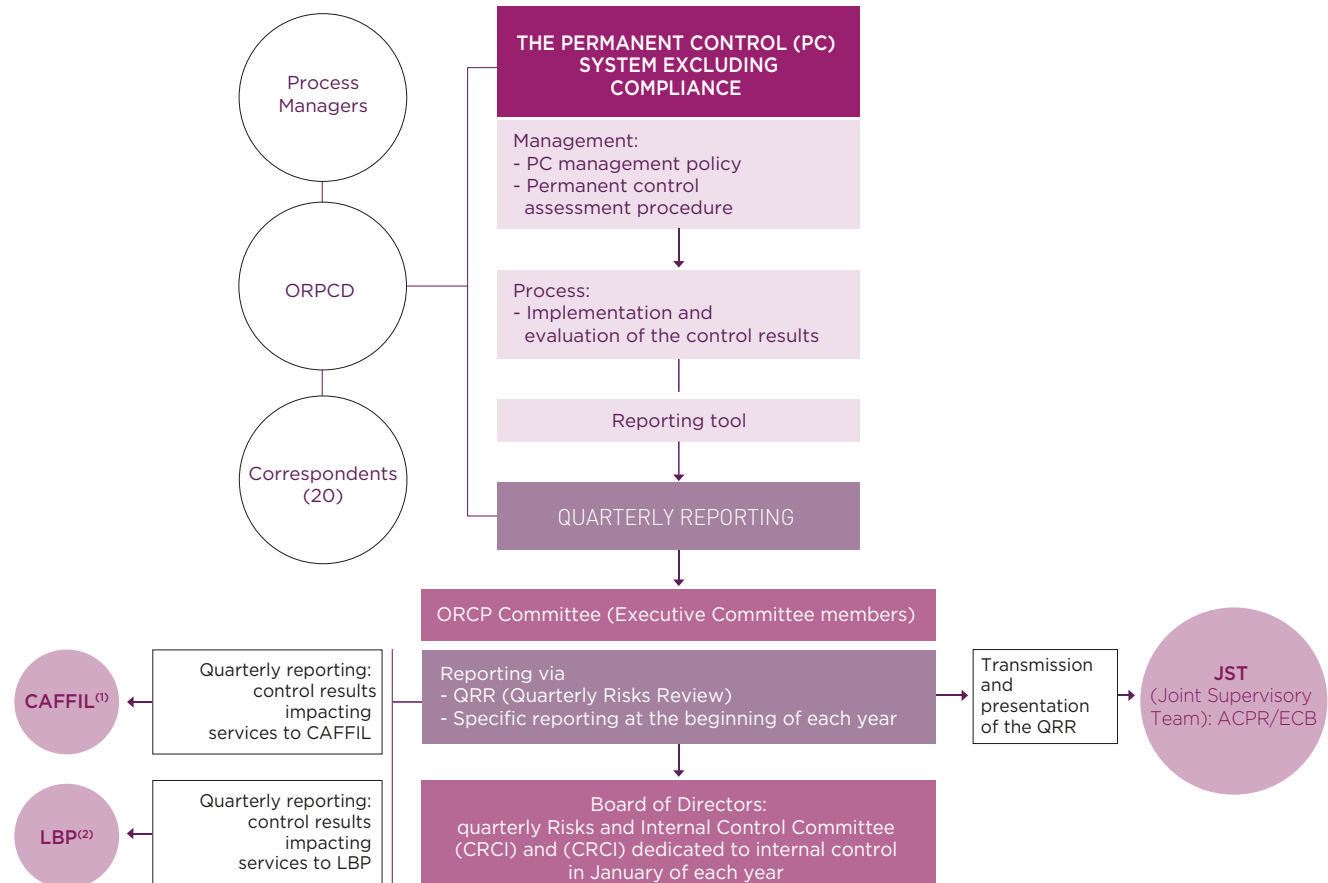 THE PERMANENT CONTROL (PC)
SYSTEM EXCLUDING
COMPLIANCE
Process
Managers
Management:
- PC management policy
- Permanent control
assessment procedure
ORPCD
Process:
- Implementation and
evaluation of the control results
Reporting tool
Correspondents
(20)
QUARTERLY REPORTING
ORCP Committee (Executive Committee members)
CAFFIL(1)
Quarterly reporting:
control results
impacting
services to CAFFIL
Reporting via
- QRR (Quarterly Risks Review)
- Specific reporting at the beginning of each year
Transmission
and
presentation
of the QRR
JST
(Joint Supervisory
Team): ACPR/ECB
LBP(2)
Quarterly reporting:
control results
impacting
services to LBP
Board of Directors:
quarterly Risks and Internal Control Committee
(CRCI) and (CRCI) dedicated to internal control
in January of each year